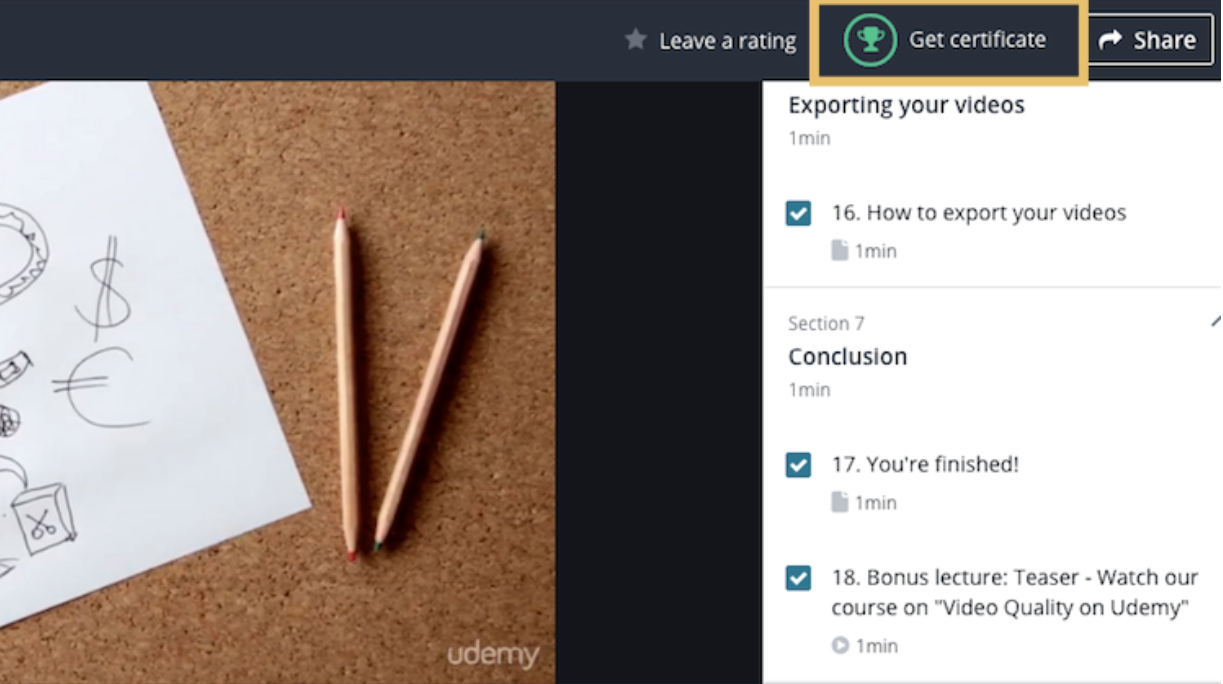 Leave a rating
Get certificate
Share
Exporting your videos
1min
16. How to export your videos
1min
Section 7
Conclusion
1min
17. You're finished!
1min
18. Bonus lecture: Teaser - Watch our
course on "Video Quality on Udemy"
1min
$
€
udemy